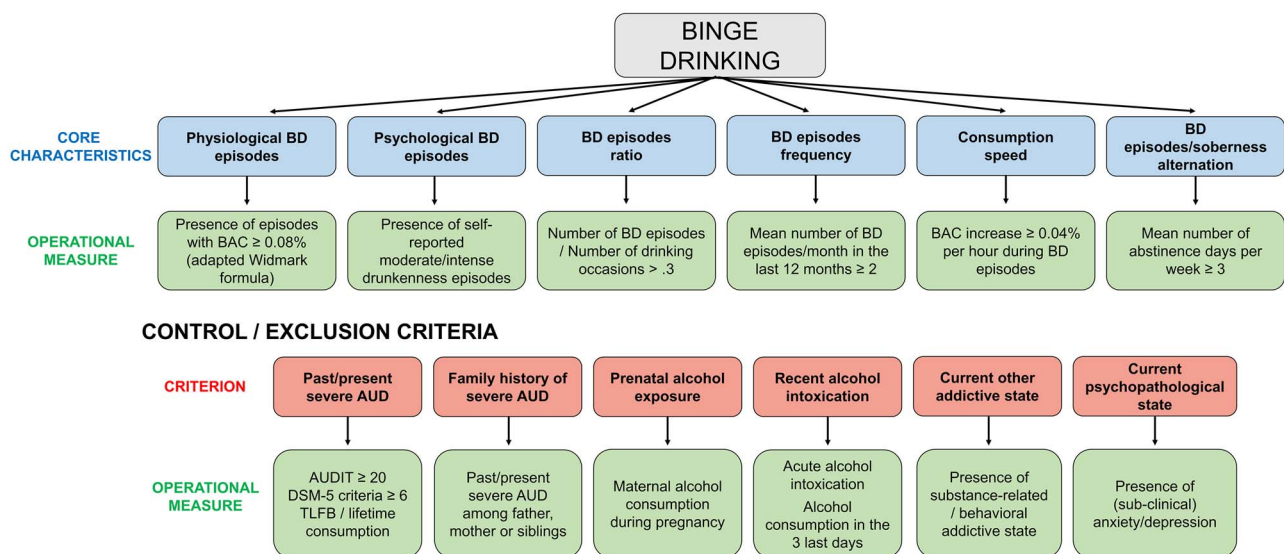 BINGE
DRINKING
CORE
CHARACTERISTICS
Physiological BD
episodes
Psychological BD
episodes
BD episodes
ratio
BD episodes
frequency
Consumption
speed
BD
episodes/soberness
alternation
OPERATIONAL
MEASURE
Presence of episodes
with BAC ≥ 0.08%
(adapted Widmark
formula)
Presence of self-
reported
moderate/intense
drunkenness episodes
Number of BD episodes
/ Number of drinking
occasions > .3
Mean number of BD
episodes/month in the
last 12 months ≥ 2
BAC increase ≥ 0.04%
per hour during BD
episodes
Mean number of
abstinence days per
week ≥ 3
CONTROL / EXCLUSION CRITERIA
CRITERION
Past/present
severe AUD
Family history of
severe AUD
Prenatal alcohol
exposure
Recent alcohol
intoxication
Current other
addictive state
Current
psychopathological
state
OPERATIONAL
MEASURE
AUDIT ≥ 20
DSM-5 criteria ≥ 6
TLFB / lifetime
consumption
Past/present
severe AUD
among father,
mother or siblings
Maternal alcohol
consumption
during pregnancy
Acute alcohol
intoxication
Alcohol
consumption in the
3 last days
Presence of
substance-related
/ behavioral
addictive state
Presence of
(sub-clinical)
anxiety/depression